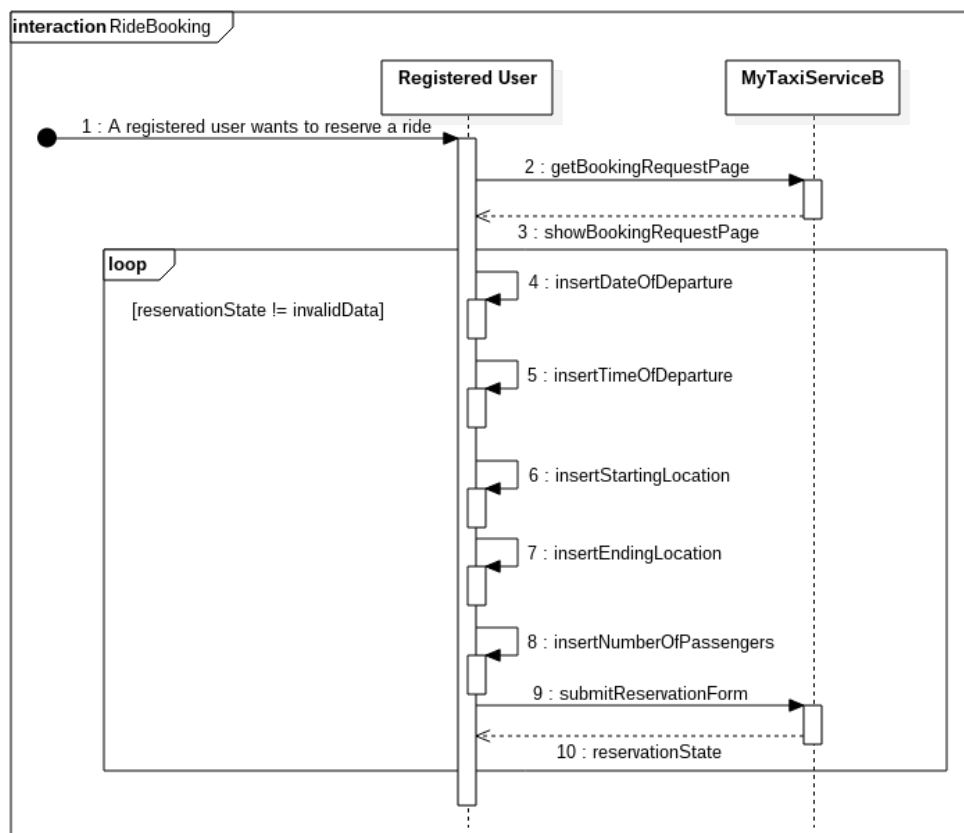 interaction RideBooking
Registered User
MyTaxiServiceB
1 : A registered user wants to reserve a ride
2 : getBookingRequestPage
3 : showBookingRequestPage
loop
4 : insertDateOfDeparture
[reservationState != invalidData]
5 : insertTimeOfDeparture
6 : insertStartingLocation
7 : insertEndingLocation
8 : insertNumberOfPassengers
9 : submitReservationForm
10 : reservationState